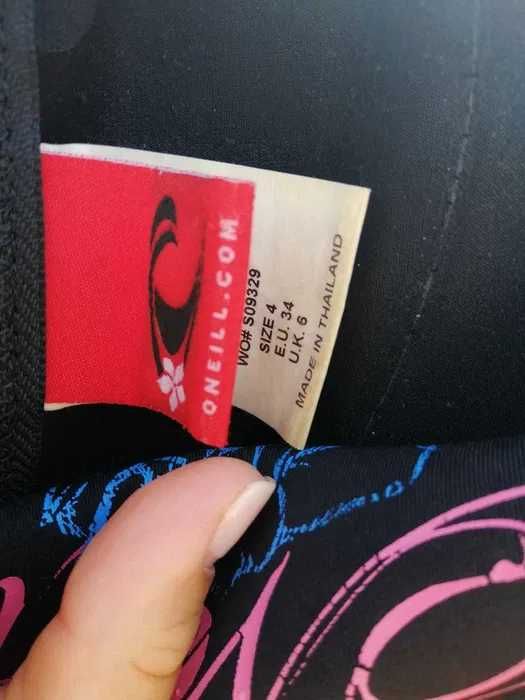 ONEILL.COM
WO# S09329
SIZE 4
E.U. 34
U.K. 6
MADE IN THAILAND